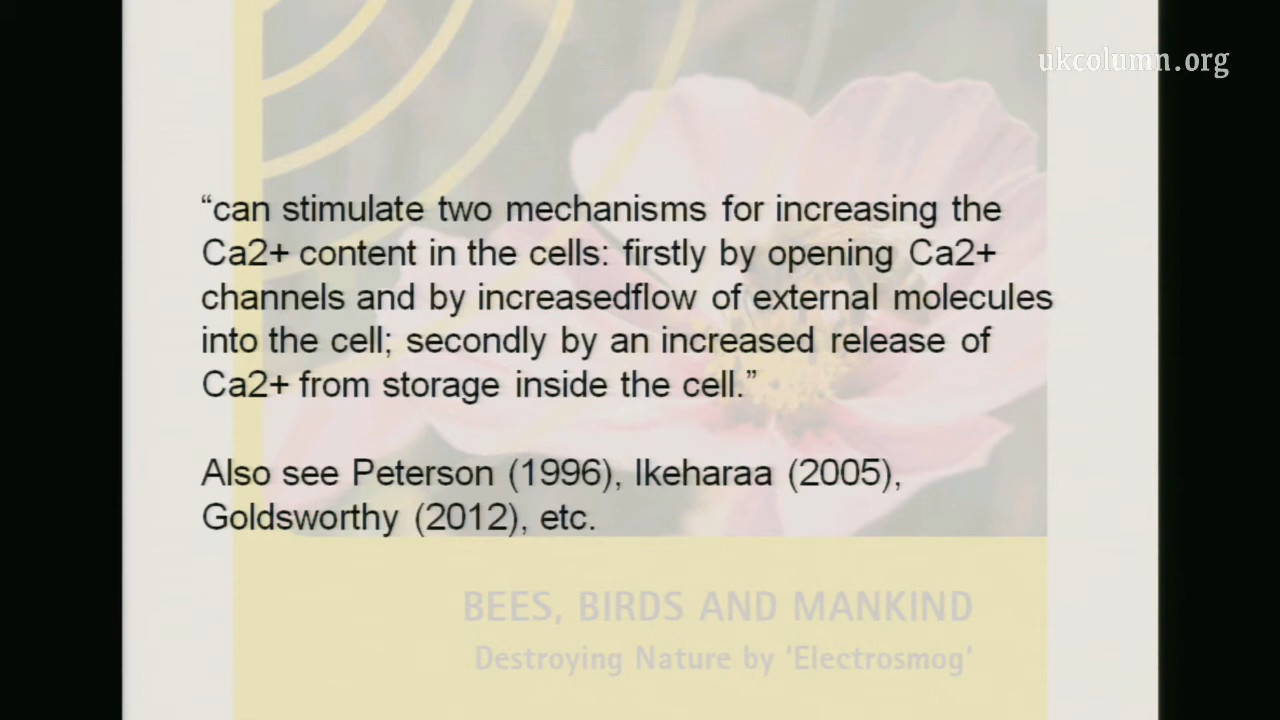 ukcolumn.org
“can stimulate two mechanisms for increasing the
Ca2+ content in the cells: firstly by opening Ca2+
channels and by increasedflow of external molecules
into the cell; secondly by an increased release of
Ca2+ from storage inside the cell.”
Also see Peterson (1996), Ikeharaa (2005),
Goldsworthy (2012), etc.
BEES, BIRDS AND MANKIND
Destroying Nature by ‘Electrosmog’